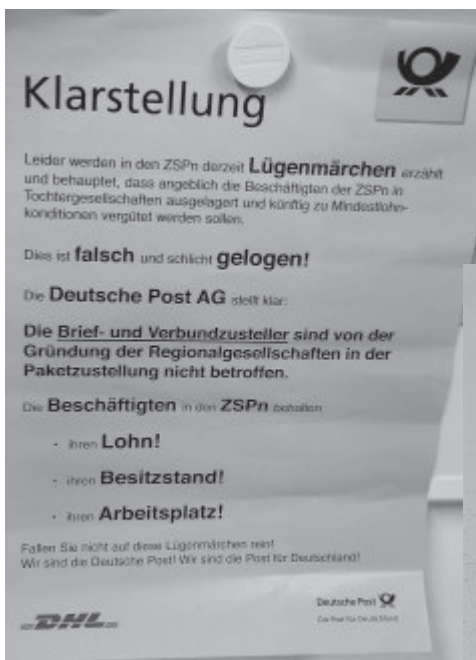 Klarstellung
Leider werden in den ZSPn derzeit Lügenmärchen erzählt
und behauptet, dass angeblich die Beschäftigten der ZSPn in
Tochtergesellschaften ausgelagert und künftig zu Mindestlohn-
konditionen vergütet werden sollen.
Dies ist falsch und schlicht gelogen!
Die Deutsche Post AG stellt klar:
Die Brief- und Verbundzusteller sind von der
Gründung der Regionalgesellschaften in der
Paketzustellung nicht betroffen.
Die Beschäftigten in den ZSPn behalten
- ihren Lohn!
- ihren Besitzstand!
- ihren Arbeitsplatz!
Fallen Sie nicht auf diese Lügenmärchen rein!
Wir sind die Deutsche Post! Wir sind die Post für Deutschland!
DHL
Deutsche Post
Die Post für Deutschland.